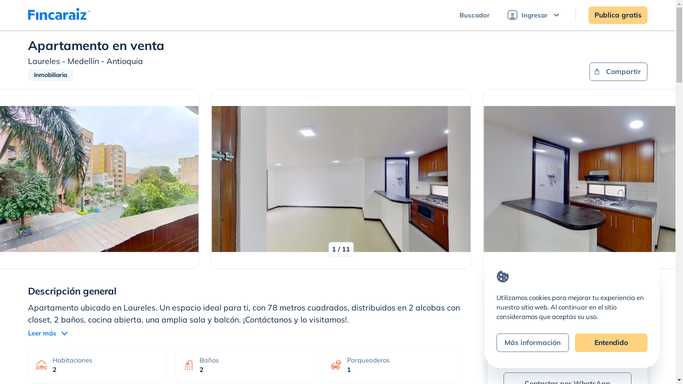 Fincaraiz
Buscador
Ingresar
Publica gratis
Apartamento en venta
Laureles - Medellín - Antioquia
Inmobiliaria
Compartir
1 / 11
Descripción general
Apartamento ubicado en Laureles. Un espacio ideal para ti, con 78 metros cuadrados, distribuidos en 2 alcobas con
closet, 2 baños, cocina abierta, una amplia sala y balcón. ¡Contáctanos y lo visitamos!.
Leer más
Habitaciones
2
Baños
2
Parqueaderos
1
Utilizamos cookies para mejorar tu experiencia en
nuestro sitio web. Al continuar en el sitio
consideramos que aceptas su uso.
Más información
Entendido
Contactar por WhatsApp